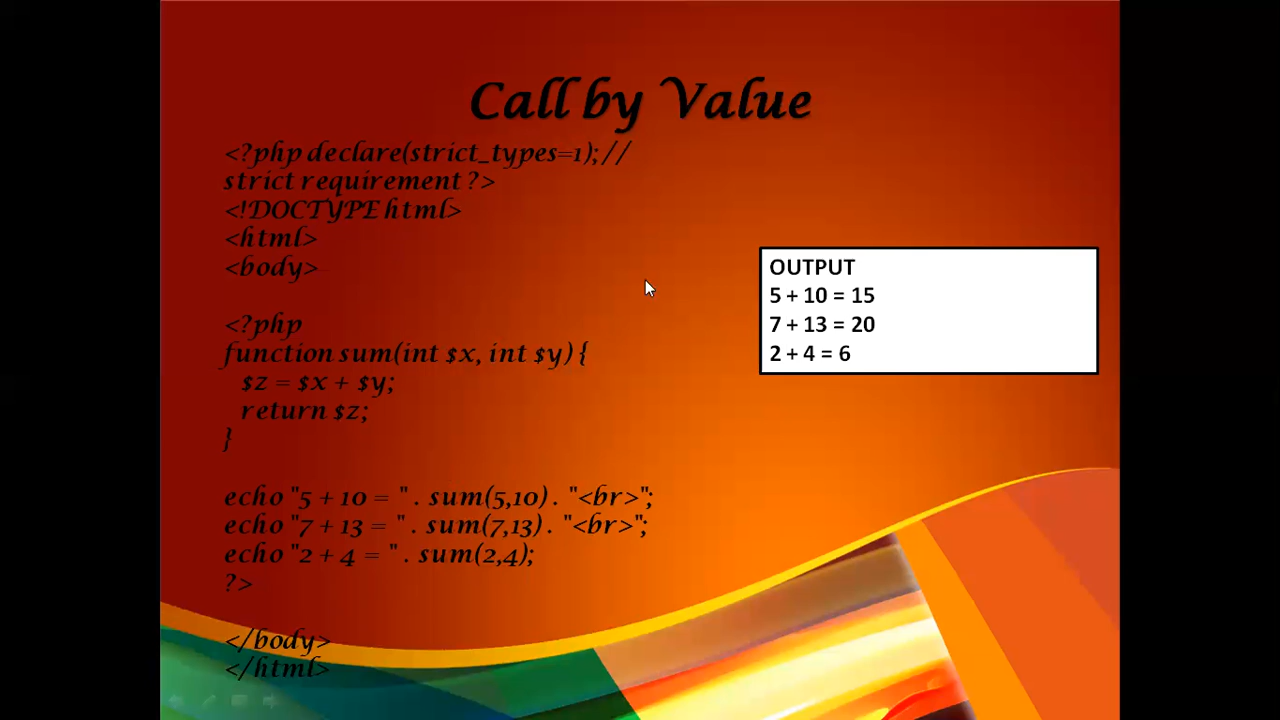 Call by Value
<?php declare(strict_types=1); //
strict requirement ?>
<!DOCTYPE html>
<html>
<body>
<?php
function sum(int $x, int $y) {
$z = $x + $y;
return $z;
}
echo "5 + 10 = " . sum(5,10) . "<br>";
echo "7 + 13 = " . sum(7,13) . "<br>";
echo "2 + 4 = " . sum(2,4);
?>
</body>
</html>
OUTPUT
5 + 10 = 15
7 + 13 = 20
2 + 4 = 6